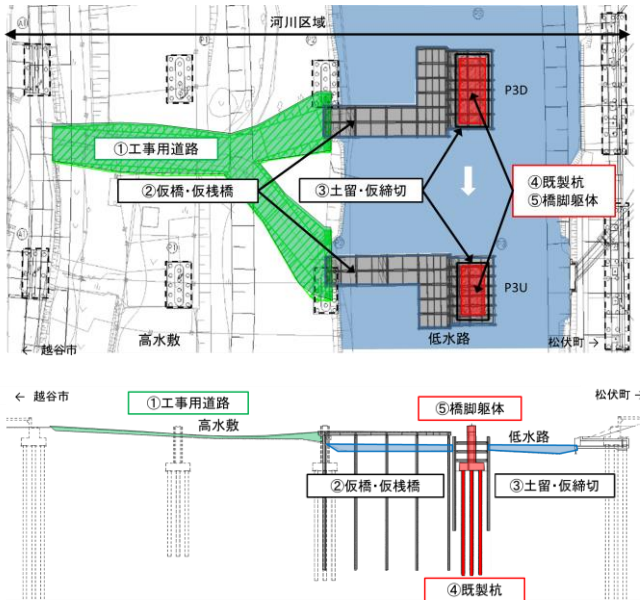 河川区域
P3D
①工事用道路
②仮橋・仮桟橋
③土留・仮締切
④既製杭
⑤橋脚躯体
P3U
高水敷
低水路
← 越谷市
松伏町 →
← 越谷市
①工事用道路
⑤橋脚躯体
松伏町 →
高水敷
低水路
②仮橋・仮桟橋
③土留・仮締切
④既製杭